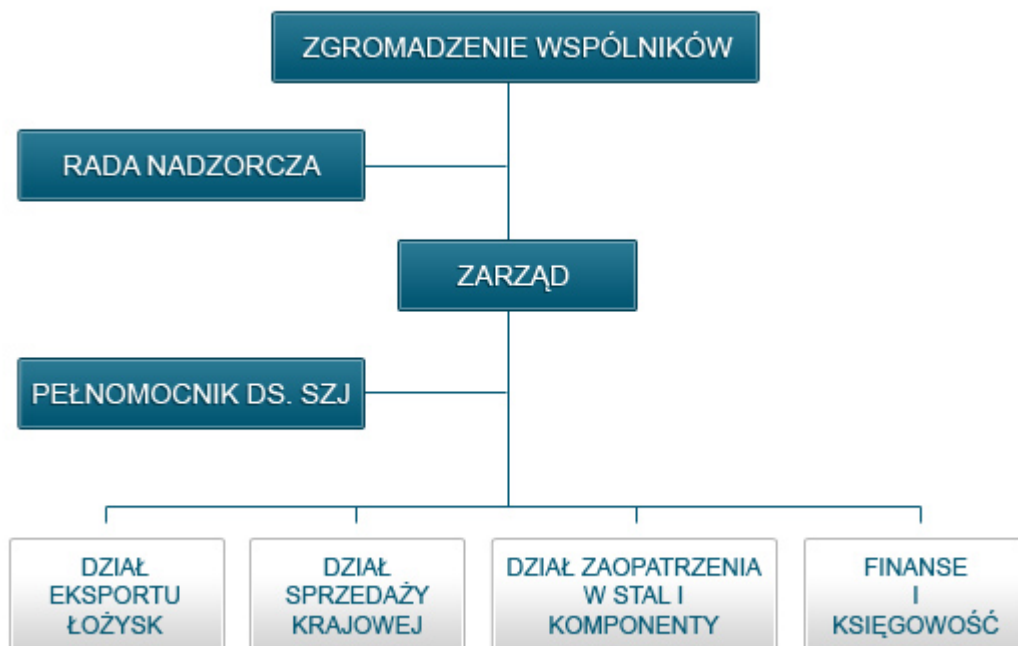 ZGROMADZENIE WSPÓLNIKÓW
RADA NADZORCZA
ZARZĄD
PEŁNOMOCNIK DS. SZJ
DZIAŁ
EKSPORTU
ŁOŻYSK
DZIAŁ
SPRZEDAŻY
KRAJOWEJ
DZIAŁ ZAOPATRZENIA
W STAL I
KOMPONENTY
FINANSE
I
KSIĘGOWOŚĆ